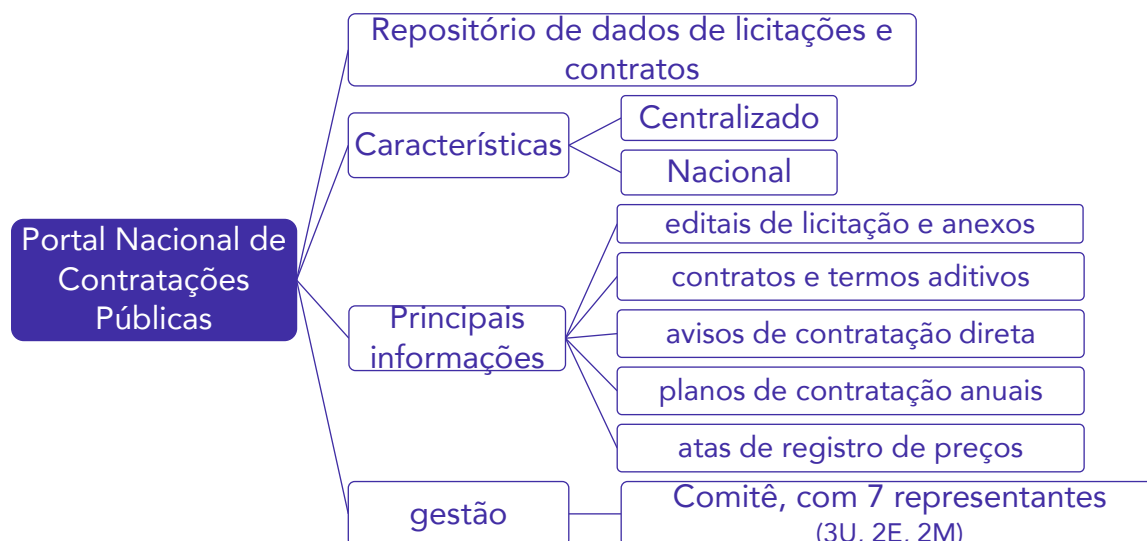 Repositório de dados de licitações e
contratos
Características
Centralizado
Nacional
Portal Nacional de
Contratações
Públicas
Principais
informações
editais de licitação e anexos
contratos e termos aditivos
avisos de contratação direta
planos de contratação anuais
atas de registro de preços
gestão
Comitê, com 7 representantes
(3U, 2E, 2M)